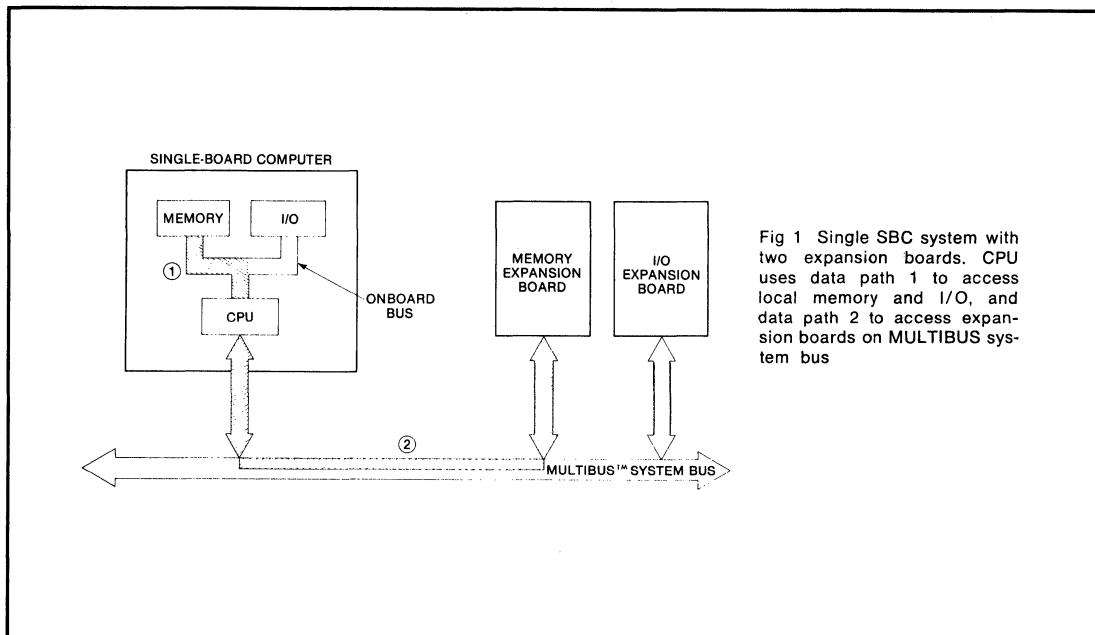 SINGLE-BOARD COMPUTER
MEMORY
I/O
①
ONBOARD
BUS
CPU
MEMORY
EXPANSION
BOARD
I/O
EXPANSION
BOARD
②
MULTIBUS™ SYSTEM BUS
Fig 1 Single SBC system with
two expansion boards. CPU
uses data path 1 to access
local memory and I/O, and
data path 2 to access expan-
sion boards on MULTIBUS sys-
tem bus